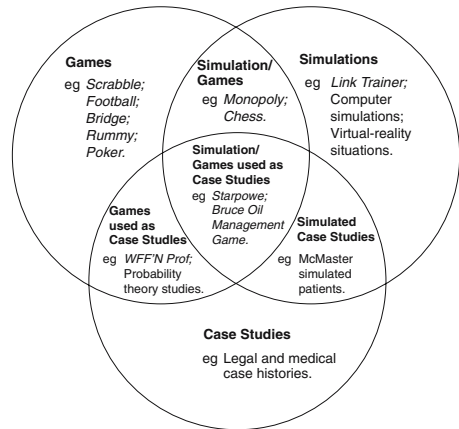 Games
eg Scrabble;
Football;
Bridge;
Rummy;
Poker.
Simulation/
Games
eg Monopoly;
Chess.
Simulations
eg Link Trainer;
Computer
simulations;
Virtual-reality
situations.
Simulation/
Games used as
Case Studies
eg Starpowe;
Bruce Oil
Management
Game.
Games
used as
Case Studles
eg WFF'N Prof;
Probability
theory studies.
Simulated
Case Studies
eg McMaster
simulated
patients.
Case Studies
eg Legal and medical
case histories.